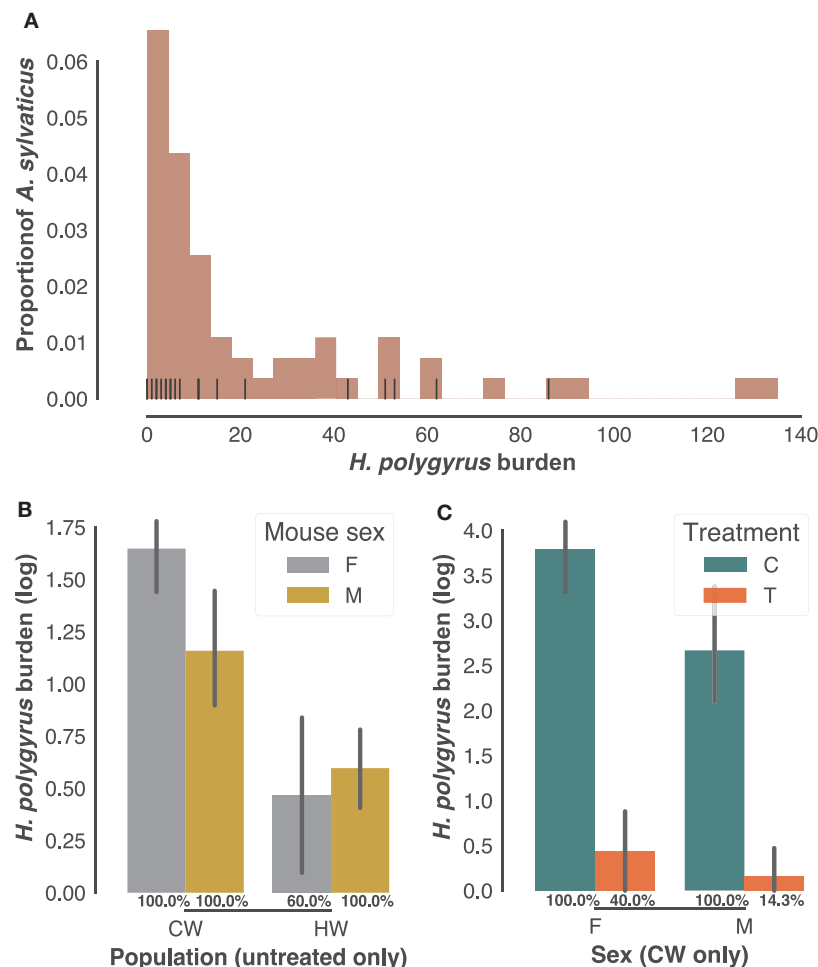 A
Proportionof A. sylvaticus
0.06
0.05
0.04
0.03
0.02
0.01
0.00
0 20 40 60 80 100 120 140
H. polygyrus burden
B
H. polygyrus burden (log)
1.75
1.50
1.25
1.00
0.75
0.50
0.25
0.00
Mouse sex
F
M
100.0% 100.0% 60.0% 100.0%
CW HW
Population (untreated only)
C
H. polygyrus burden (log)
4.0
3.5
3.0
2.5
2.0
1.5
1.0
0.5
0.0
Treatment
C
T
100.0% 40.0% 100.0% 14.3%
F M
Sex (CW only)